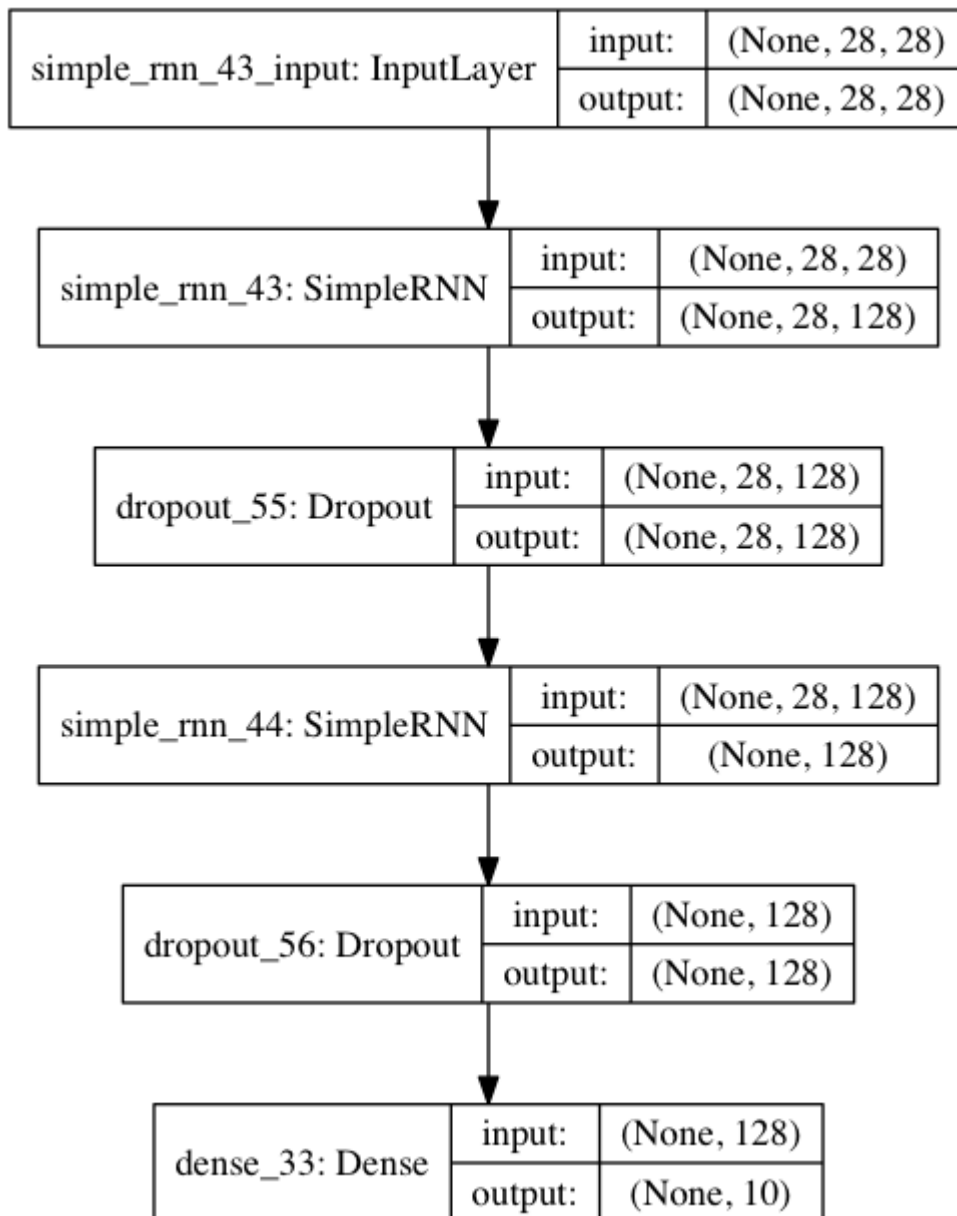 simple_rnn_43_input: InputLayer
input: (None, 28, 28)
output: (None, 28, 28)
simple_rnn_43: SimpleRNN
input: (None, 28, 28)
output: (None, 28, 128)
dropout_55: Dropout
input: (None, 28, 128)
output: (None, 28, 128)
simple_rnn_44: SimpleRNN
input: (None, 28, 128)
output: (None, 128)
dropout_56: Dropout
input: (None, 128)
output: (None, 128)
dense_33: Dense
input: (None, 128)
output: (None, 10)